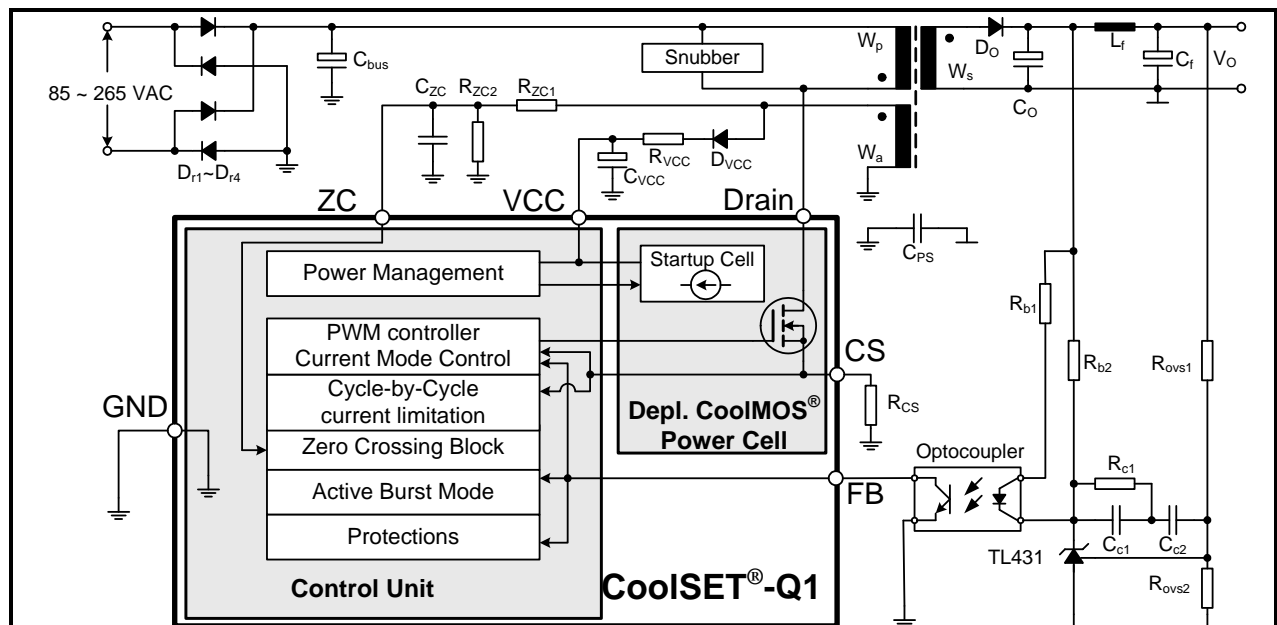 85 ~ 265 VAC
Dr1~Dr4
Cbus
Snubber
Wp
Ws
Wa
DO
CO
Lf
Cf
VO
CZC
RZC2
RZC1
RVCC
DVCC
CVCC
CPS
ZC
VCC
Drain
Power Management
Startup Cell
PWM controller
Current Mode Control
Cycle-by-Cycle
current limitation
Zero Crossing Block
Active Burst Mode
Protections
Control Unit
Depl. CoolMOS®
Power Cell
CoolSET®-Q1
GND
CS
RCS
FB
Optocoupler
Rb1
Rb2
Rovs1
Rc1
Cc1
Cc2
TL431
Rovs2